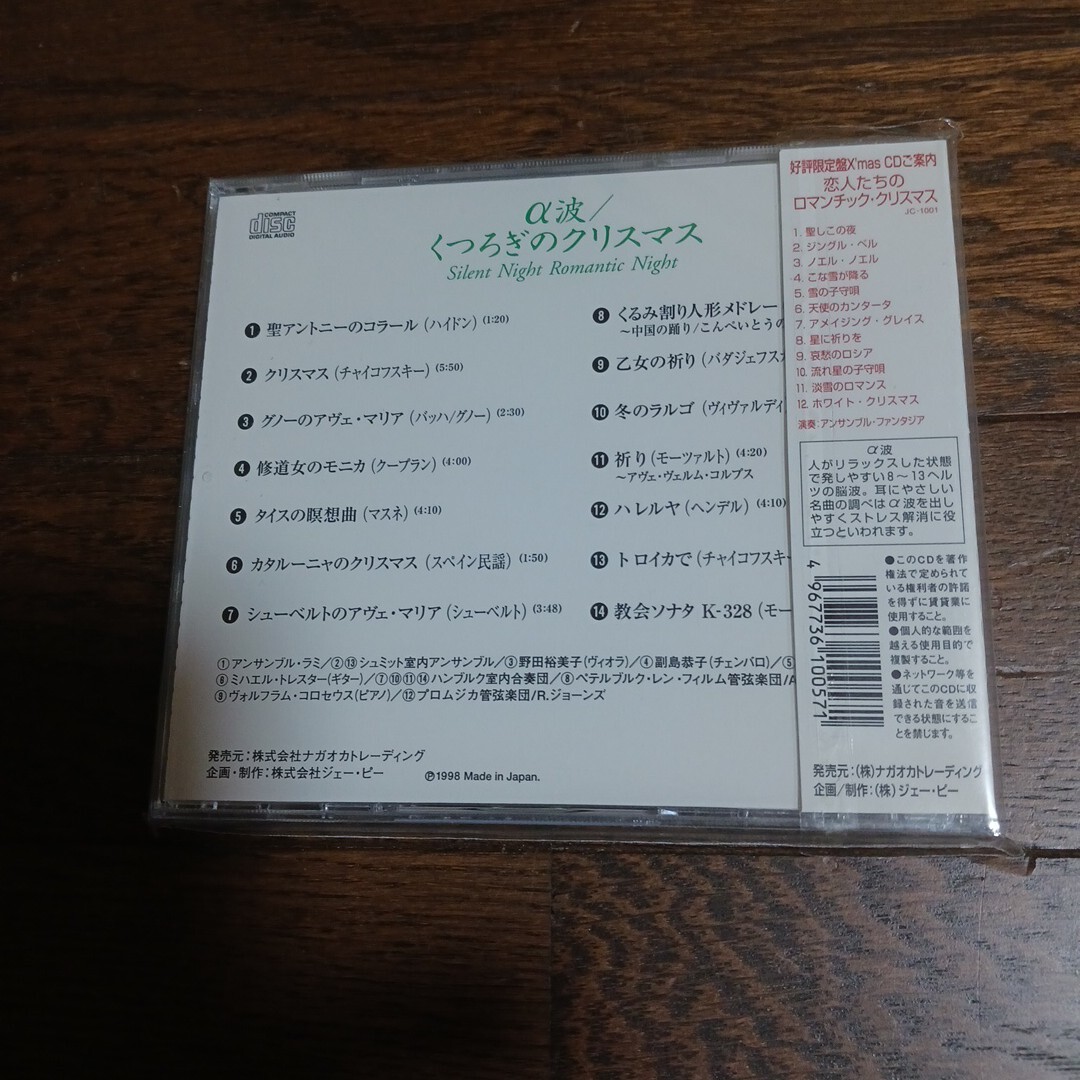 COMPACT
disc
DIGITAL AUDIO
α波/
くつろぎのクリスマス
Silent Night Romantic Night
❶ 聖アントニーのコラール (ハイドン) (1:20)
❷ クリスマス (チャイコフスキー) (5:50)
❸ グノーのアヴェ・マリア (バッハ/グノー) (2:30)
❹ 修道女のモニカ (クープラン) (4:00)
❺ タイスの瞑想曲 (マスネ) (4:10)
❻ カタルーニャのクリスマス (スペイン民謡) (1:50)
❼ シューベルトのアヴェ・マリア (シューベルト) (3:48)
❽ くるみ割り人形メドレー
〜中国の踊り/こんぺいとうの
❾ 乙女の祈り (バダジェフスカ
❿ 冬のラルゴ (ヴィヴァルディ
⓫ 祈り (モーツァルト) (4:20)
〜アヴェ・ヴェルム・コルプス
⓬ ハレルヤ (ヘンデル) (4:10)
⓭ トロイカで (チャイコフスキー
⓮ 教会ソナタ K-328 (モー
①アンサンブル・ラミ/②⑬シュミット室内アンサンブル/③野田裕美子(ヴィオラ)/④副島恭子(チェンバロ)/⑤
⑥ミハエル・トレスター(ギター)/⑦⑩⑪⑭ハンブルク室内合奏団/⑧ペテルブルク・レン・フィルム管弦楽団/A
⑨ヴォルフラム・コロセウス(ピアノ)/⑫プロムジカ管弦楽団/R.ジョーンズ
発売元:株式会社ナガオカトレーディング
企画・制作:株式会社ジェー・ピー
Ⓟ1998 Made in Japan.
好評限定盤X'mas CDご案内
恋人たちの
ロマンチック・クリスマス
JC-1001
1. 聖しこの夜
2. ジングル・ベル
3. ノエル・ノエル
4. こな雪が降る
5. 雪の子守唄
6. 天使のカンタータ
7. アメイジング・グレイス
8. 星に祈りを
9. 哀愁のロシア
10. 流れ星の子守唄
11. 淡雪のロマンス
12. ホワイト・クリスマス
演奏:アンサンブル・ファンタジア
α波
人がリラックスした状態
で発しやすい8〜13ヘル
ツの脳波。耳にやさしい
名曲の調べはα波を出し
やすくストレス解消に役
立つといわれます。
4967736100571
●このCDを著作
権法で定められて
いる権利者の許諾
を得ずに賃貸業に
使用すること。
●個人的な範囲を
越える使用目的で
複製すること。
●ネットワーク等を
通じてこのCDに収
録された音を送信
できる状態にするこ
とを禁じます。
発売元:(株)ナガオカトレーディング
企画/制作:(株)ジェー・ピー